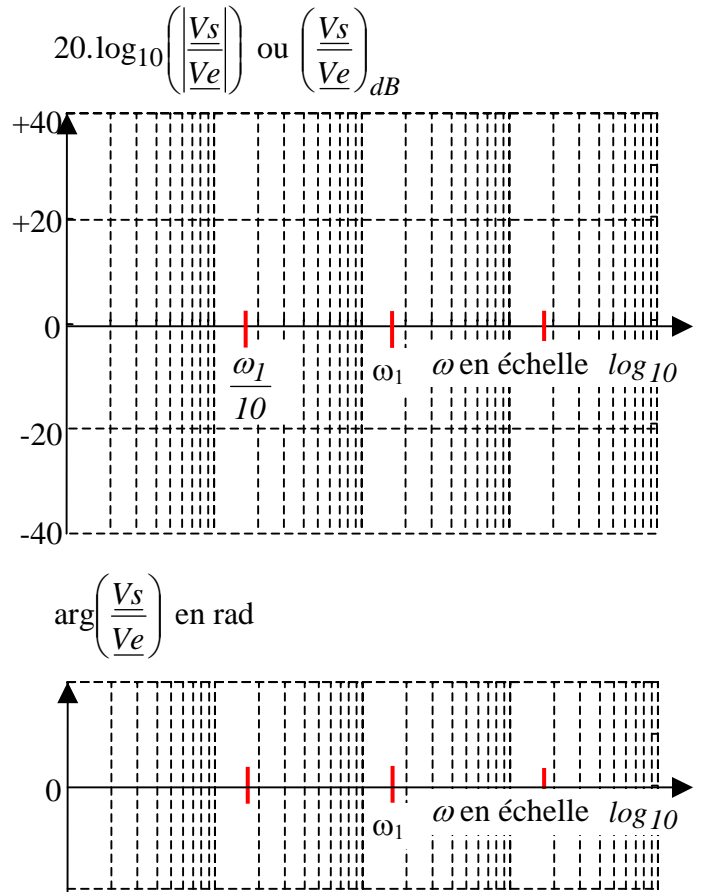 20.log10(|Vs/Ve|) ou (Vs/Ve)dB
+40
+20
0
ω1/10 ω1 ω en échelle log10
-20
-40
arg(Vs/Ve) en rad
0
ω1 ω en échelle log10